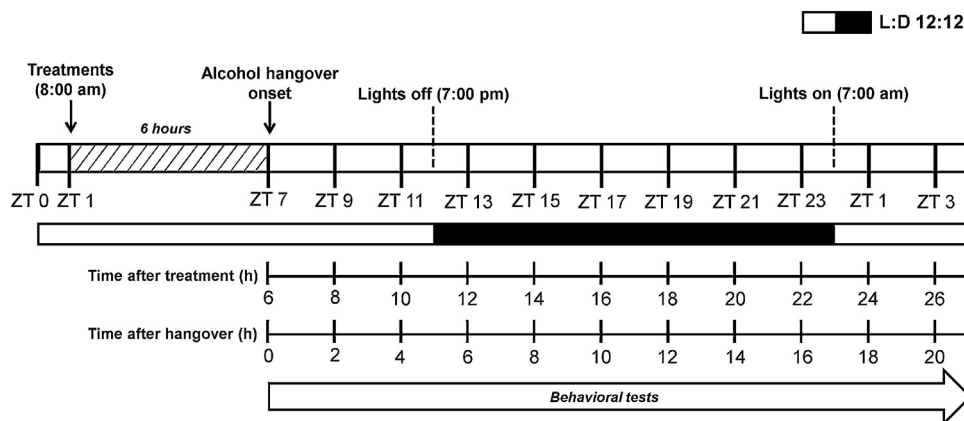 L:D 12:12
Treatments
(8:00 am)
Alcohol hangover
onset
Lights off (7:00 pm)
Lights on (7:00 am)
6 hours
ZT 0 ZT 1 ZT 7 ZT 9 ZT 11 ZT 13 ZT 15 ZT 17 ZT 19 ZT 21 ZT 23 ZT 1 ZT 3
Time after treatment (h)
6 8 10 12 14 16 18 20 22 24 26
Time after hangover (h)
0 2 4 6 8 10 12 14 16 18 20
Behavioral tests